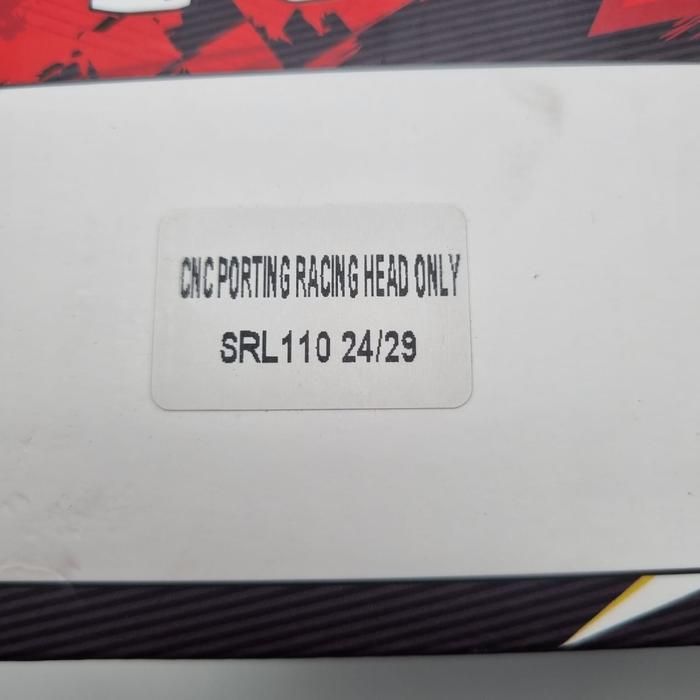 CNC PORTING RACING HEAD ONLY
SRL110 24/29